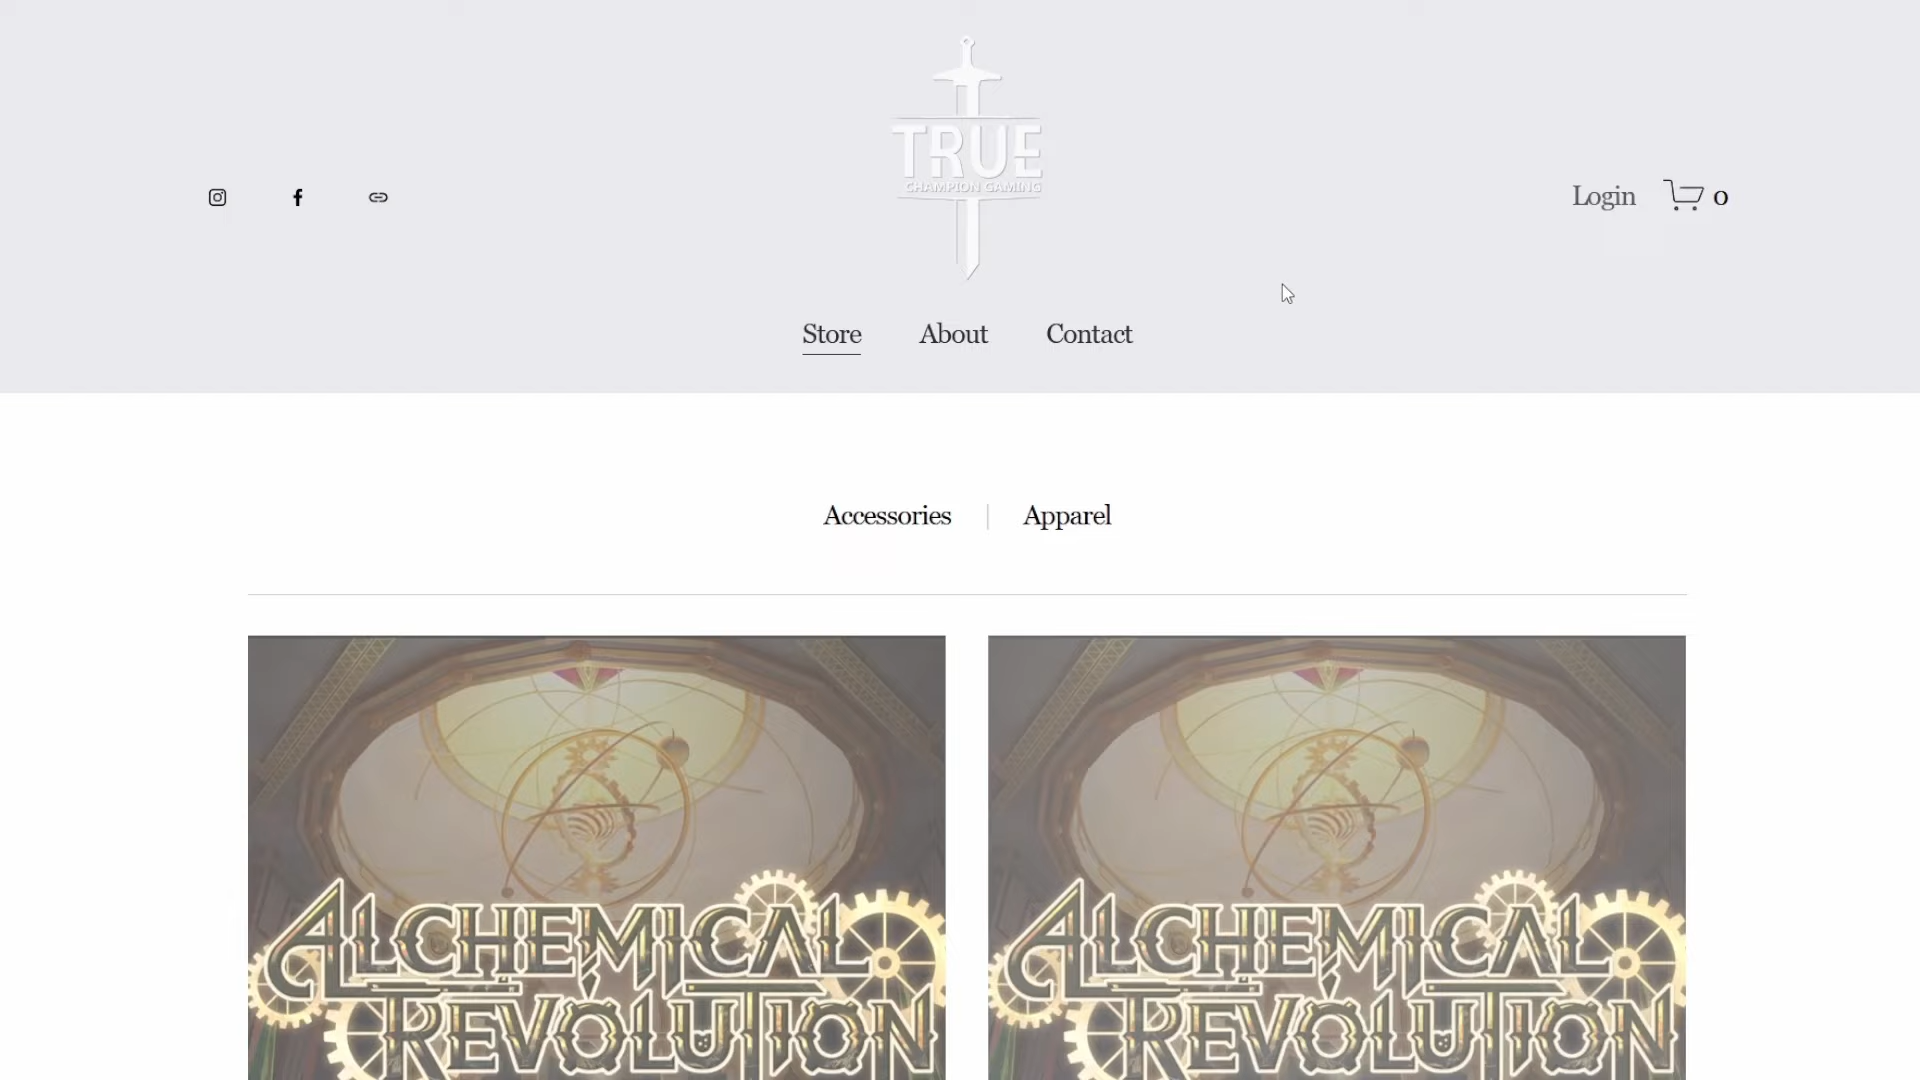 TRUE
CHAMPION GAMING
Login 0
Store About Contact
Accessories Apparel
ALCHEMICAL
REVOLUTION
ALCHEMICAL
REVOLUTION